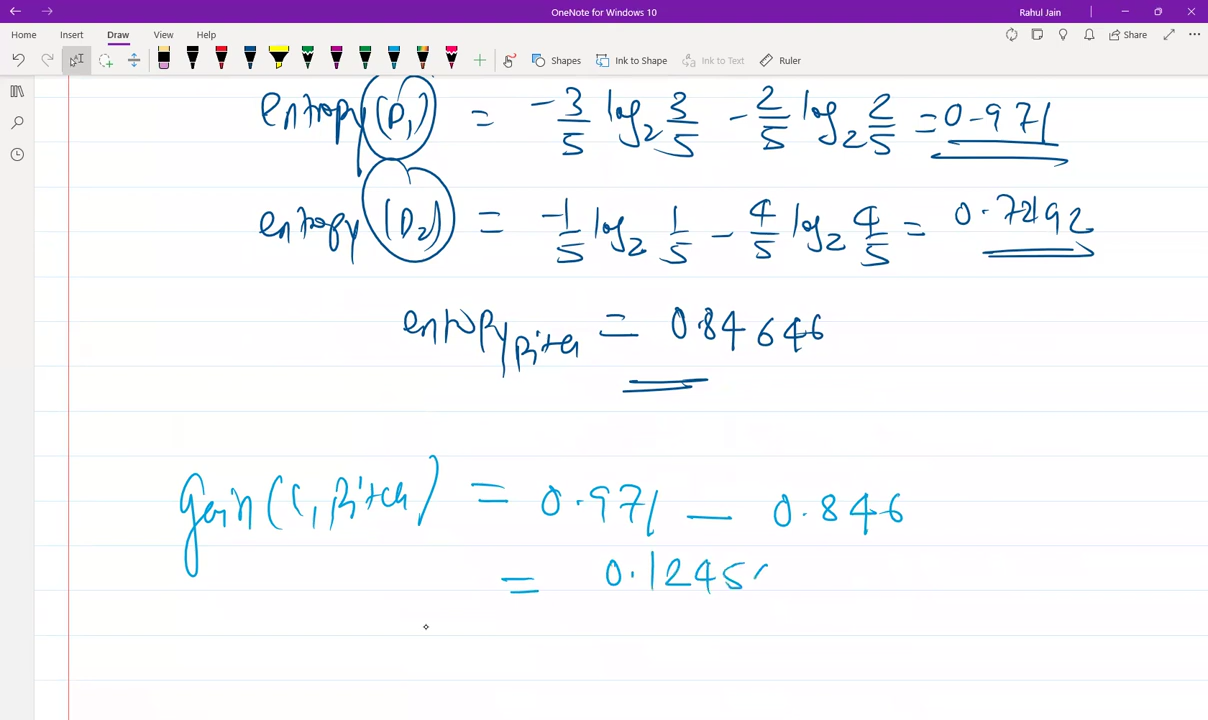 OneNote for Windows 10
Rahul Jain
Home Insert Draw View Help
Share
Shapes Ink to Shape Ink to Text Ruler
entropy(D₁) = -3/5 log₂ 3/5 - 2/5 log₂ 2/5 = 0.971
entropy(D₂) = -1/5 log₂ 1/5 - 4/5 log₂ 4/5 = 0.72192
entropy Pitch = 0.84646
Gain(C, Pitch) = 0.971 - 0.846
= 0.1245